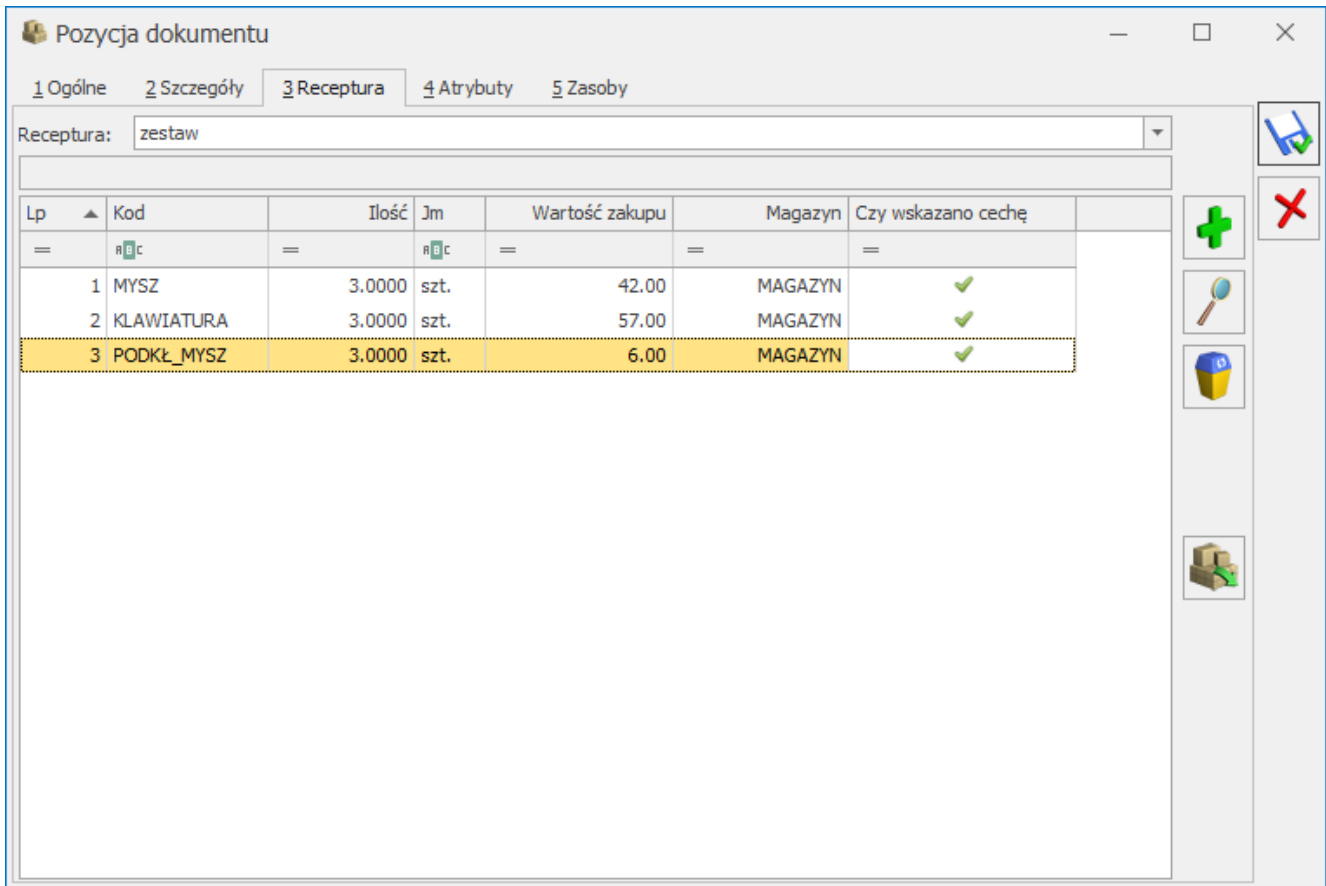 Pozycja dokumentu
1 Ogólne 2 Szczegóły 3 Receptura 4 Atrybuty 5 Zasoby
Receptura: zestaw
Lp Kod Ilość Jm Wartość zakupu Magazyn Czy wskazano cechę
= ABC = ABC = = =
1 MYSZ 3.0000 szt. 42.00 MAGAZYN
2 KLAWIATURA 3.0000 szt. 57.00 MAGAZYN
3 PODKŁ_MYSZ 3.0000 szt. 6.00 MAGAZYN